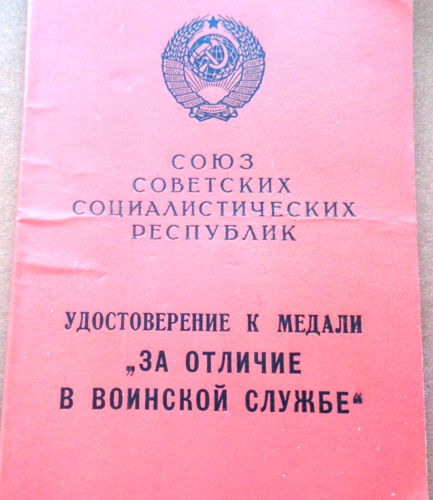 СОЮЗ
СОВЕТСКИХ
СОЦИАЛИСТИЧЕСКИХ
РЕСПУБЛИК
УДОСТОВЕРЕНИЕ К МЕДАЛИ
„ЗА ОТЛИЧИЕ
В ВОИНСКОЙ СЛУЖБЕ“